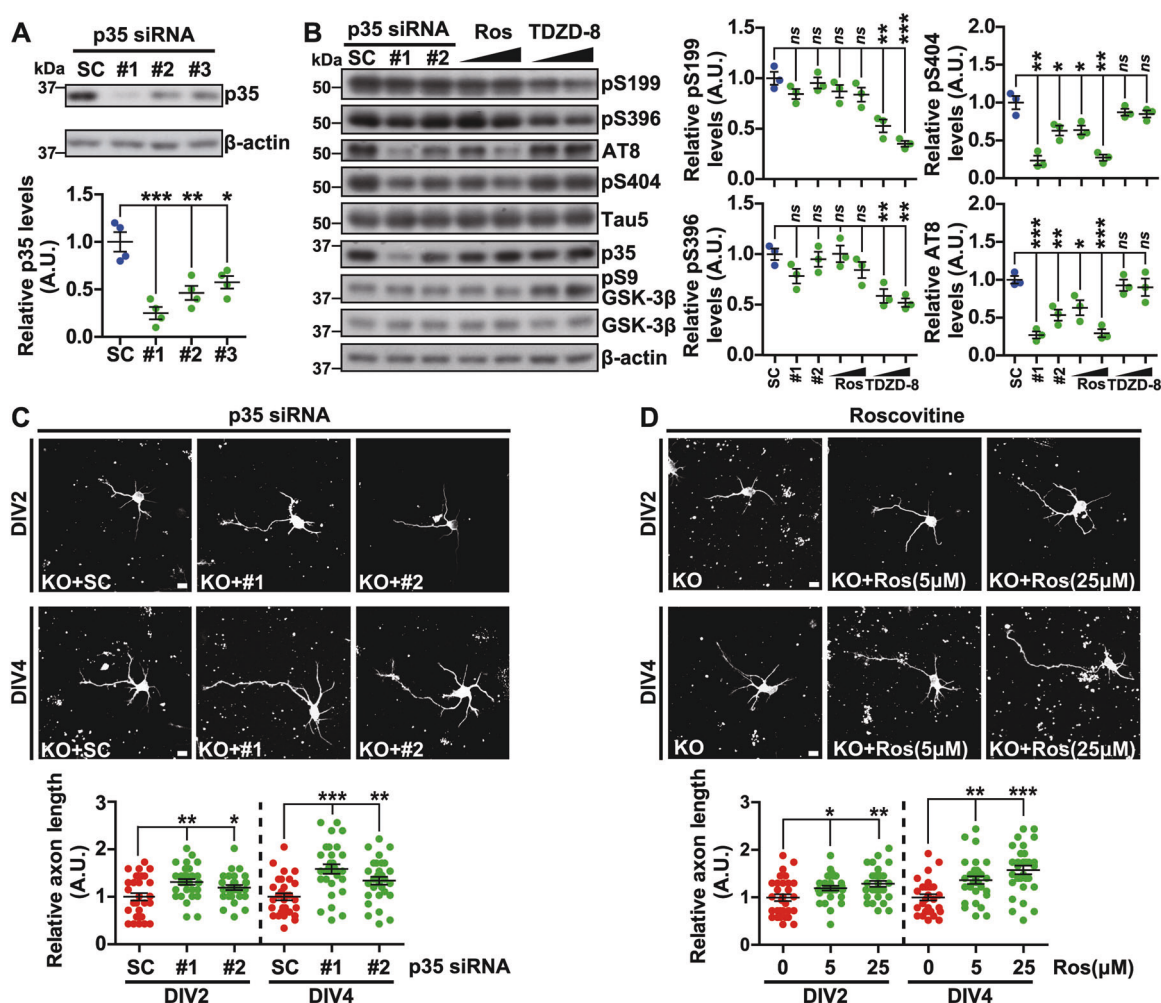 A
p35 siRNA
kDa SC #1 #2 #3
37
p35
37
β-actin
Relative p35 levels
(A.U.)
1.5
1.0
0.5
0.0
*** ** *
SC #1 #2 #3
B
p35 siRNA Ros TDZD-8
kDa SC #1 #2
50 pS199
50 pS396
50 AT8
50 pS404
50 Tau5
37 p35
50 pS9
GSK-3β
50 GSK-3β
37 β-actin
Relative pS199
levels (A.U.)
1.5
1.0
0.5
0.0
ns ns ns ns ** ***
Relative pS404
levels (A.U.)
1.5
1.0
0.5
0.0
** * * ** ns ns
Relative pS396
levels (A.U.)
1.5
1.0
0.5
0.0
ns ns ns ns ** **
SC #1 #2 Ros TDZD-8
Relative AT8
levels (A.U.)
2.0
1.5
1.0
0.5
0.0
*** ** * *** ns ns
SC #1 #2 Ros TDZD-8
C
p35 siRNA
DIV2
KO+SC KO+#1 KO+#2
DIV4
KO+SC KO+#1 KO+#2
Relative axon length
(A.U.)
3
2
1
0
** * *** **
SC #1 #2 SC #1 #2 p35 siRNA
DIV2 DIV4
D
Roscovitine
DIV2
KO KO+Ros(5μM) KO+Ros(25μM)
DIV4
KO KO+Ros(5μM) KO+Ros(25μM)
Relative axon length
(A.U.)
3
2
1
0
* ** ** ***
0 5 25 0 5 25 Ros(μM)
DIV2 DIV4